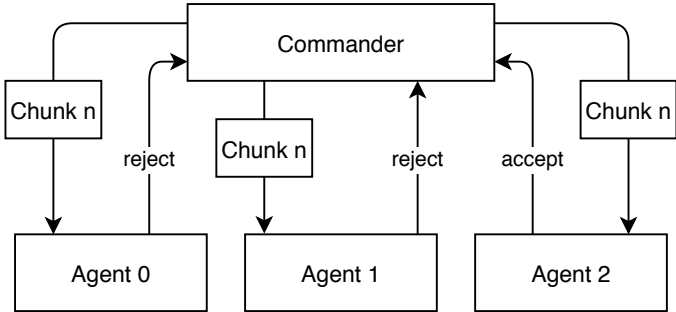 Commander
Chunk n
Chunk n
Chunk n
reject
reject
accept
Agent 0
Agent 1
Agent 2